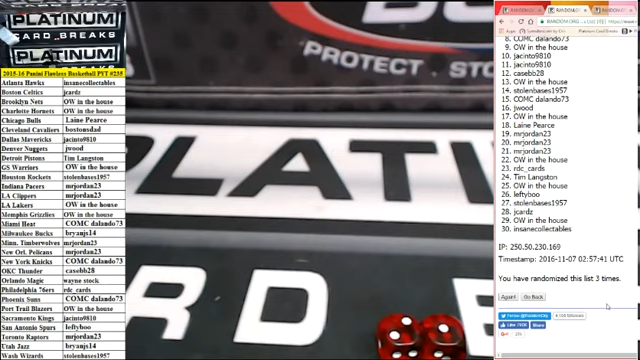 PLATINUM
CARD BREAKS
PLATINUM
2015-16 Panini Flawless Basketball PYT #235
Atlanta Hawks insanecollectables
Boston Celtics jcardz
Brooklyn Nets OW in the house
Charlotte Hornets OW in the house
Chicago Bulls Laine Pearce
Cleveland Cavaliers bostonsdad
Dallas Mavericks jacinto9810
Denver Nuggets jwood
Detroit Pistons Tim Langston
GS Warriors OW in the house
Houston Rockets stolenbases1957
Indiana Pacers mrjordan23
LA Clippers mrjordan23
LA Lakers OW in the house
Memphis Grizzlies OW in the house
Miami Heat COMC dalando73
Milwaukee Bucks bryanjs14
Minn. Timberwolves mrjordan23
New Orl. Pelicans mrjordan23
New York Knicks COMC dalando73
OKC Thunder casebb28
Orlando Magic wayne stock
Philadelphia 76ers rdc_cards
Phoenix Suns COMC dalando73
Port Trail Blazers OW in the house
Sacramento Kings jacinto9810
San Antonio Spurs leftyboo
Toronto Raptors mrjordan23
Utah Jazz bryanjs14
Wash Wizards stolenbases1957
PROTECT. STORE.
PLATI
RD
8. COMC dalando73
9. OW in the house
10. jacinto9810
11. jacinto9810
12. casebb28
13. OW in the house
14. stolenbases1957
15. COMC dalando73
16. jwood
17. OW in the house
18. Laine Pearce
19. mrjordan23
20. mrjordan23
21. mrjordan23
22. OW in the house
23. rdc_cards
24. Tim Langston
25. OW in the house
26. leftyboo
27. stolenbases1957
28. jcardz
29. OW in the house
30. insanecollectables
IP: 250.50.230.169
Timestamp: 2016-11-07 02:57:41 UTC
You have randomized this list 3 times.
Again! Go Back